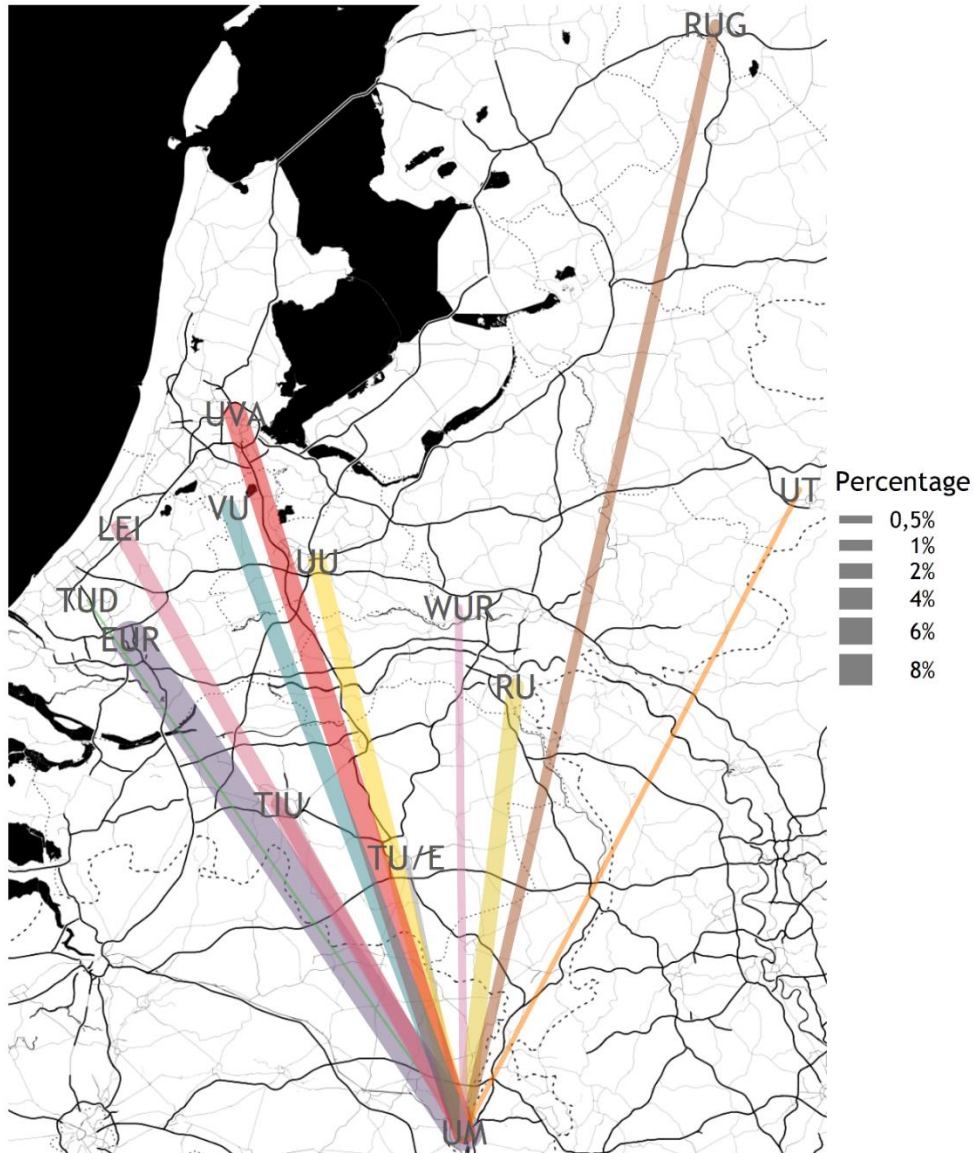 RUG
UVA
UT
VU
LEI
UU
TUD
WUR
EUR
RU
TIU
TU/E
UM
Percentage
0,5%
1%
2%
4%
6%
8%